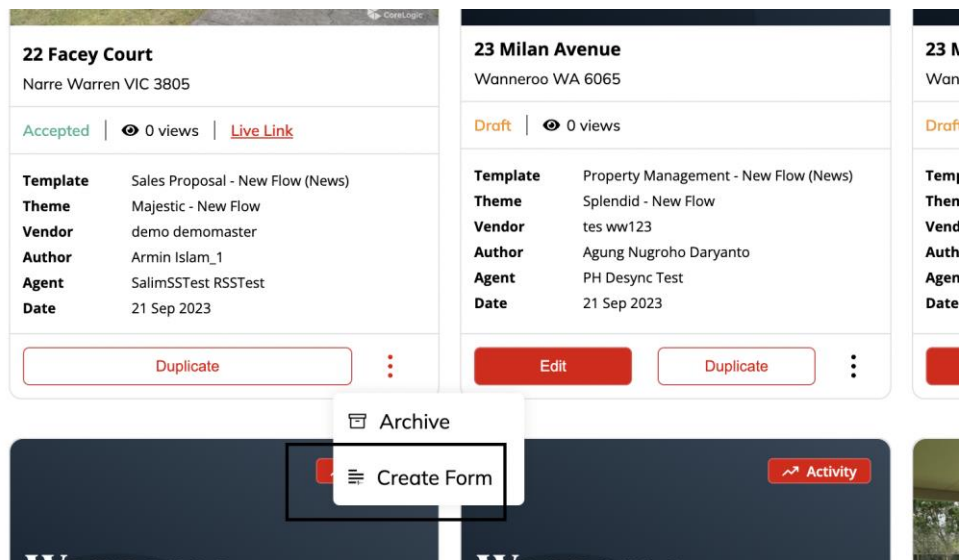 CoreLogic
22 Facey Court
Narre Warren VIC 3805
Accepted
0 views
Live Link
Template Sales Proposal - New Flow (News)
Theme Majestic - New Flow
Vendor demo demomaster
Author Armin Islam_1
Agent SalimSSTest RSSTest
Date 21 Sep 2023
Duplicate
Archive
Create Form
23 Milan Avenue
Wanneroo WA 6065
Draft
0 views
Template Property Management - New Flow (News)
Theme Splendid - New Flow
Vendor tes ww123
Author Agung Nugroho Daryanto
Agent PH Desync Test
Date 21 Sep 2023
Edit
Duplicate
Activity
23
Date